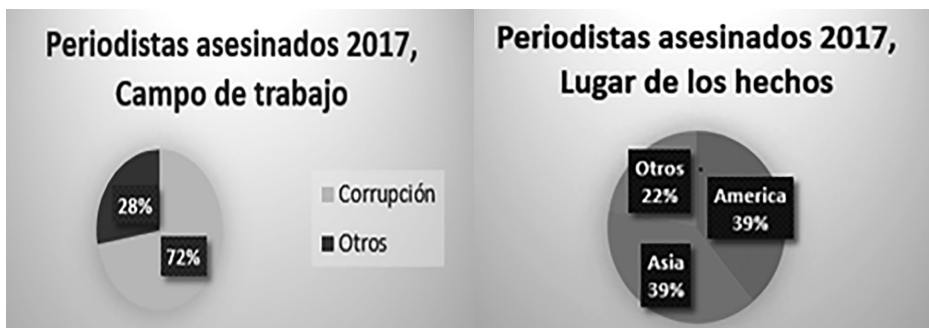 Periodistas asesinados 2017,
Campo de trabajo
28%
72%
Corrupción
Otros
Periodistas asesinados 2017,
Lugar de los hechos
Otros
22%
America
39%
Asia
39%